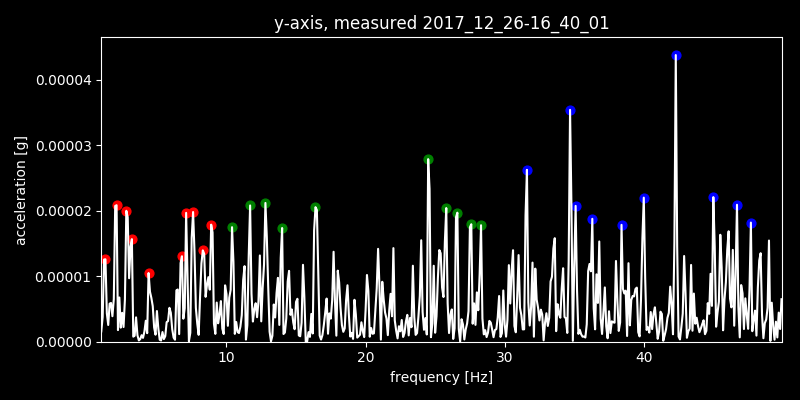 y-axis, measured 2017_12_26-16_40_01
acceleration [g]
0.00004
0.00003
0.00002
0.00001
0.00000
10 20 30 40
frequency [Hz]